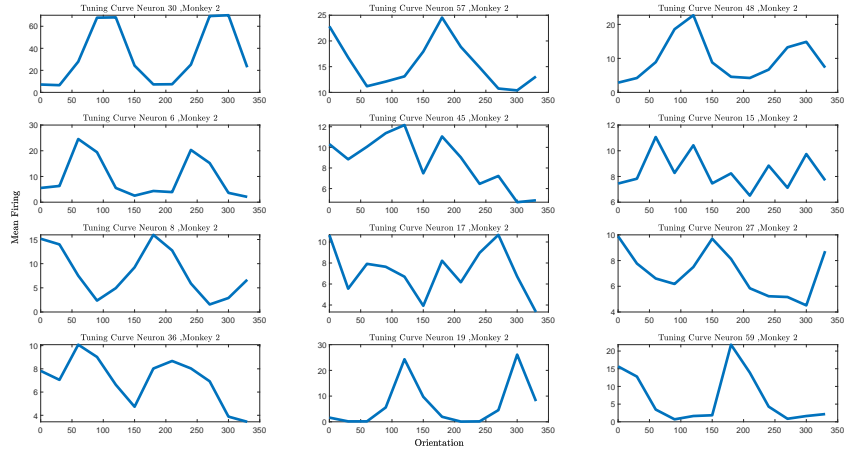 Tuning Curve Neuron 30 ,Monkey 2
60
40
20
0
0 50 100 150 200 250 300 350
Tuning Curve Neuron 57 ,Monkey 2
25
20
15
10
0 50 100 150 200 250 300 350
Tuning Curve Neuron 48 ,Monkey 2
20
10
0
0 50 100 150 200 250 300 350
Tuning Curve Neuron 6 ,Monkey 2
30
20
10
0
0 50 100 150 200 250 300 350
Tuning Curve Neuron 45 ,Monkey 2
12
10
8
6
0 50 100 150 200 250 300 350
Tuning Curve Neuron 15 ,Monkey 2
12
10
8
6
0 50 100 150 200 250 300 350
Mean Firing
Tuning Curve Neuron 8 ,Monkey 2
15
10
5
0
0 50 100 150 200 250 300 350
Tuning Curve Neuron 17 ,Monkey 2
10
8
6
4
0 50 100 150 200 250 300 350
Tuning Curve Neuron 27 ,Monkey 2
10
8
6
4
0 50 100 150 200 250 300 350
Tuning Curve Neuron 36 ,Monkey 2
10
8
6
4
0 50 100 150 200 250 300 350
Tuning Curve Neuron 19 ,Monkey 2
30
20
10
0
0 50 100 150 200 250 300 350
Tuning Curve Neuron 59 ,Monkey 2
20
15
10
5
0
0 50 100 150 200 250 300 350
Orientation